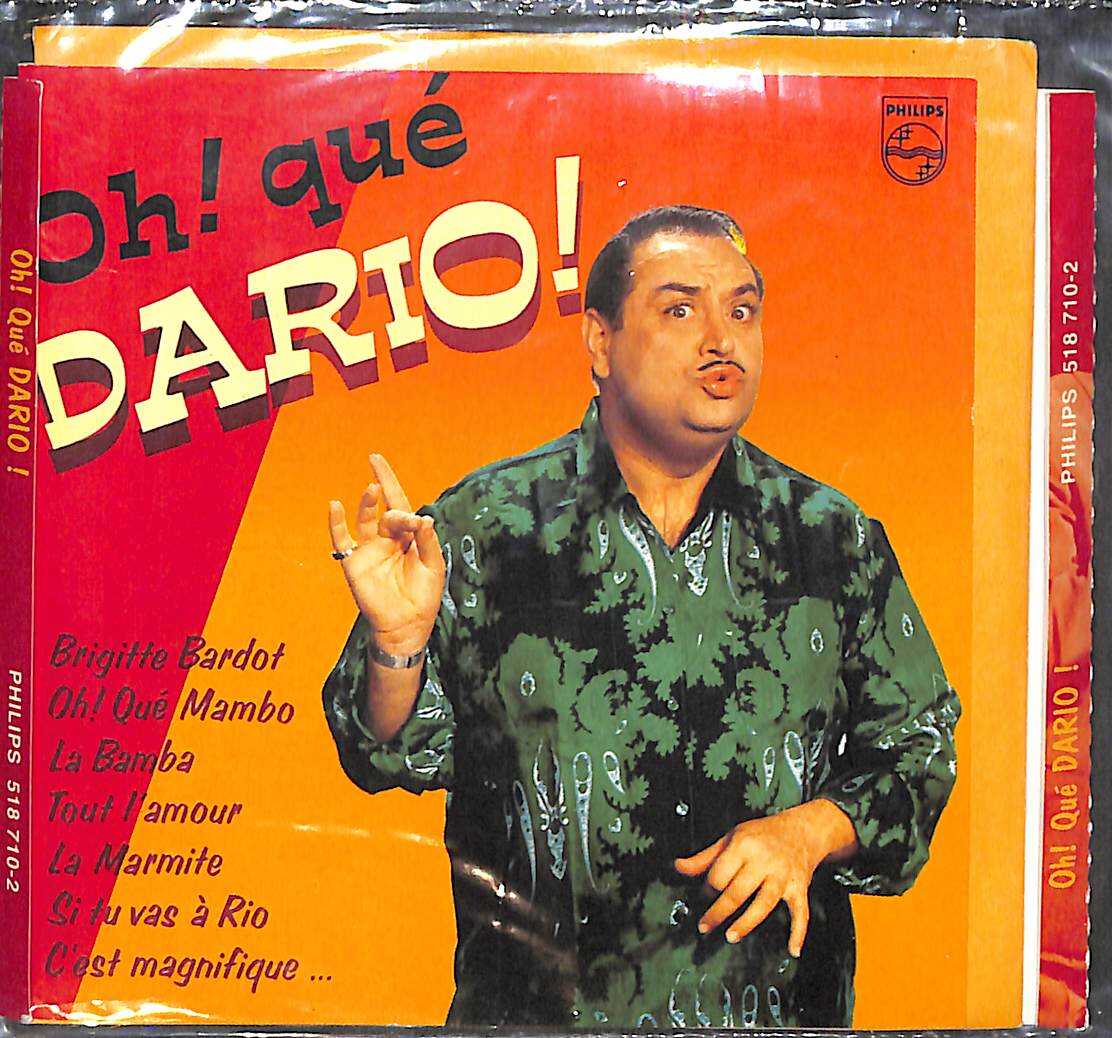 Oh! qué
DARIO!
PHILIPS
Brigitte Bardot
Oh! Qué Mambo
La Bamba
Tout l'amour
La Marmite
Si tu vas à Rio
C'est magnifique ...
Oh! Qué DARIO !
PHILIPS 518 710-2
PHILIPS 518 710-2
Oh! Qué DARIO !